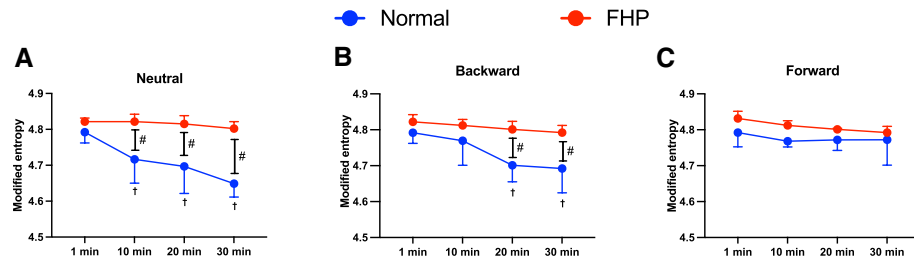 Normal FHP
A B C
Neutral Backward Forward
Modified entropy
4.9
4.8
4.7
4.6
4.5
# # #
† † †
1 min 10 min 20 min 30 min
Modified entropy
4.9
4.8
4.7
4.6
4.5
# #
† †
1 min 10 min 20 min 30 min
Modified entropy
4.9
4.8
4.7
4.6
4.5
1 min 10 min 20 min 30 min